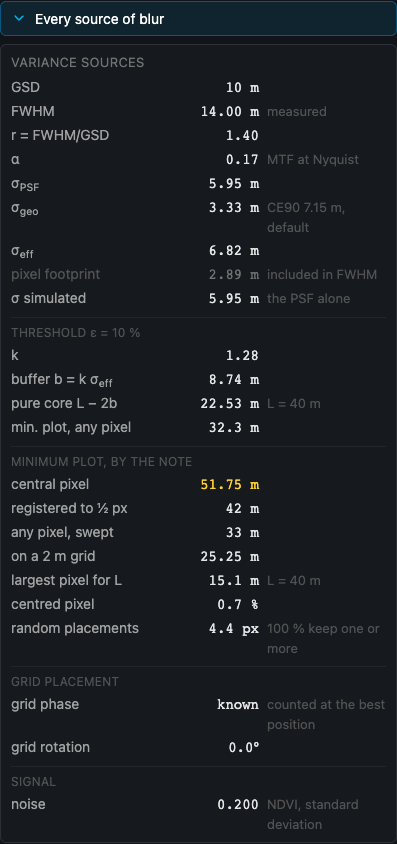 Every source of blur
VARIANCE SOURCES
GSD 10 m
FWHM 14.00 m measured
r = FWHM/GSD 1.40
α 0.17 MTF at Nyquist
σPSF 5.95 m
σgeo 3.33 m CE90 7.15 m,
default
σeff 6.82 m
pixel footprint 2.89 m included in FWHM
σ simulated 5.95 m the PSF alone
THRESHOLD ε = 10 %
k 1.28
buffer b = k σeff 8.74 m
pure core L − 2b 22.53 m L = 40 m
min. plot, any pixel 32.3 m
MINIMUM PLOT, BY THE NOTE
central pixel 51.75 m
registered to ½ px 42 m
any pixel, swept 33 m
on a 2 m grid 25.25 m
largest pixel for L 15.1 m L = 40 m
centred pixel 0.7 %
random placements 4.4 px 100 % keep one or
more
GRID PLACEMENT
grid phase known counted at the best
position
grid rotation 0.0°
SIGNAL
noise 0.200 NDVI, standard
deviation